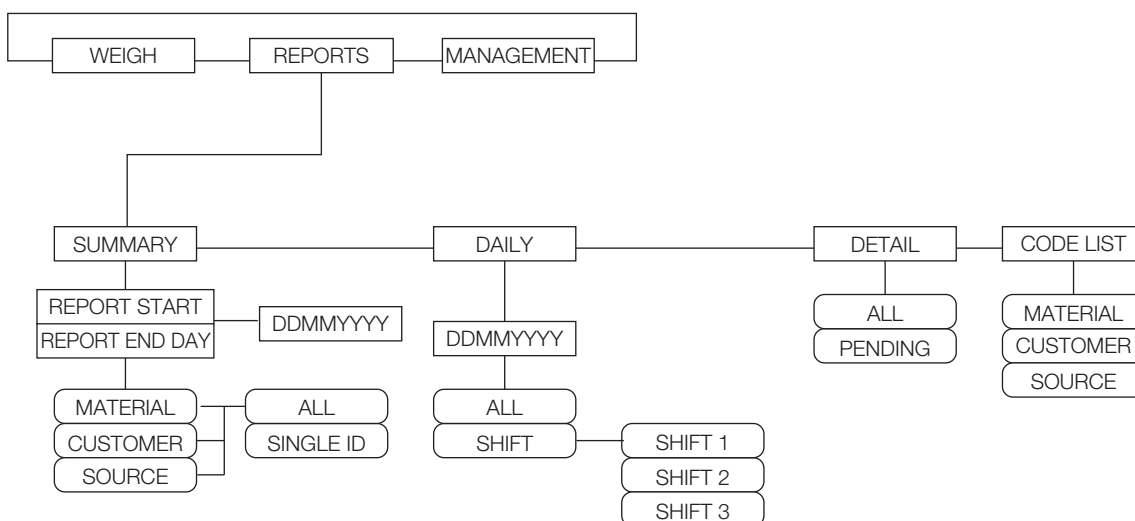 WEIGH
REPORTS
MANAGEMENT
SUMMARY
DAILY
DETAIL
CODE LIST
REPORT START
REPORT END DAY
DDMMYYYY
MATERIAL
CUSTOMER
SOURCE
ALL
SINGLE ID
DDMMYYYY
ALL
SHIFT
SHIFT 1
SHIFT 2
SHIFT 3
ALL
PENDING
MATERIAL
CUSTOMER
SOURCE